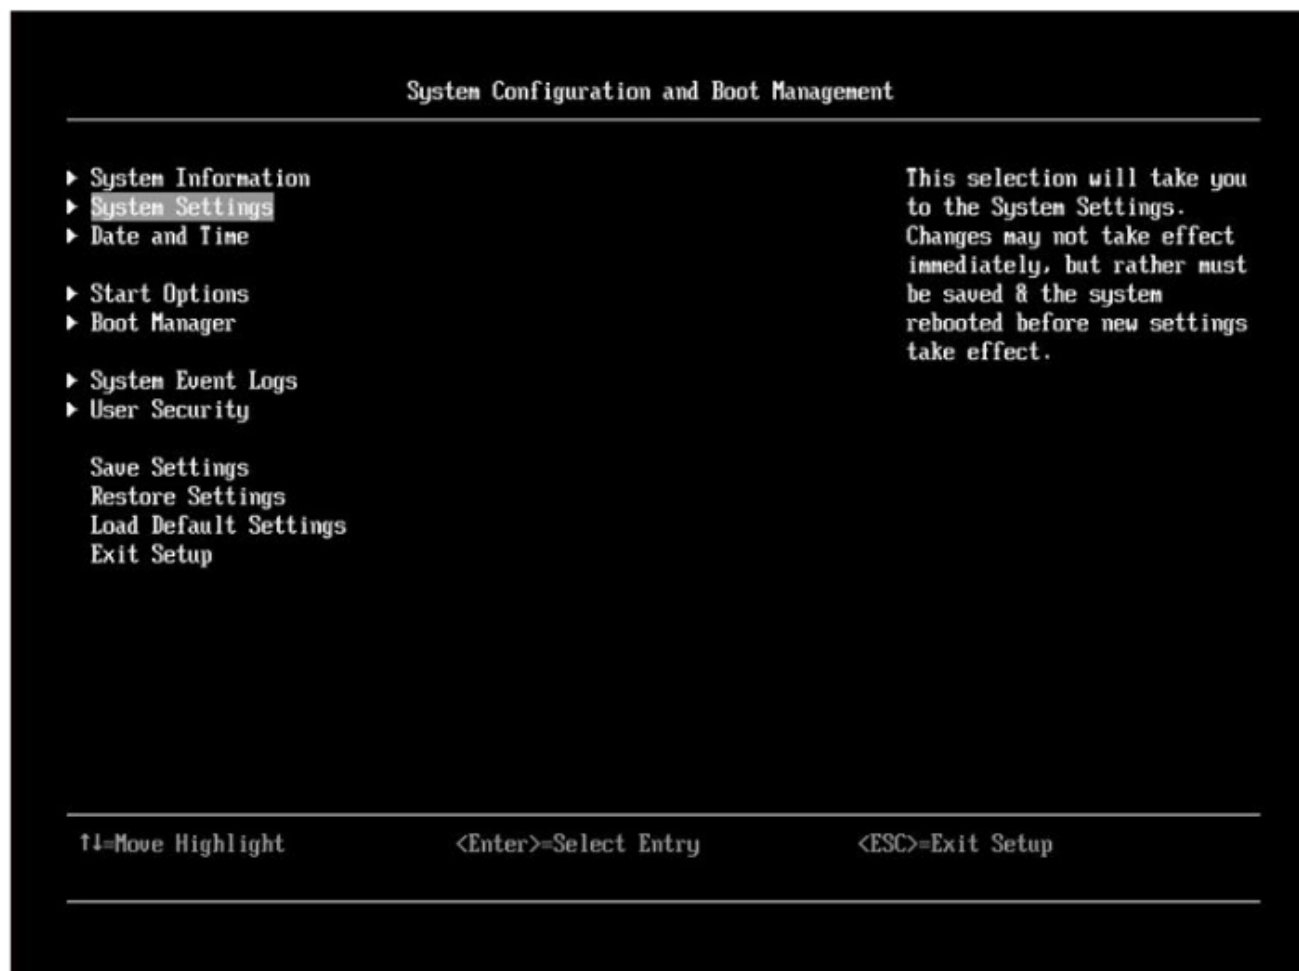 System Configuration and Boot Management
▶ System Information
▶ System Settings
▶ Date and Time
▶ Start Options
▶ Boot Manager
▶ System Event Logs
▶ User Security
Save Settings
Restore Settings
Load Default Settings
Exit Setup
This selection will take you
to the System Settings.
Changes may not take effect
immediately, but rather must
be saved & the system
rebooted before new settings
take effect.
↑↓=Move Highlight
<Enter>=Select Entry
<ESC>=Exit Setup